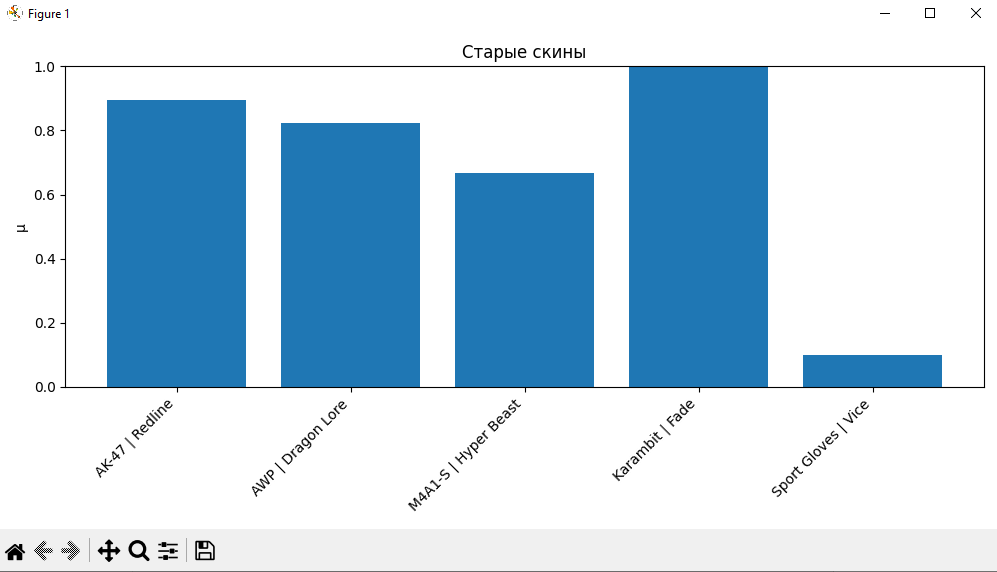 Figure 1
Старые скины
1.0
0.8
0.6
0.4
0.2
0.0
μ
AK-47 | Redline
AWP | Dragon Lore
M4A1-S | Hyper Beast
Karambit | Fade
Sport Gloves | Vice